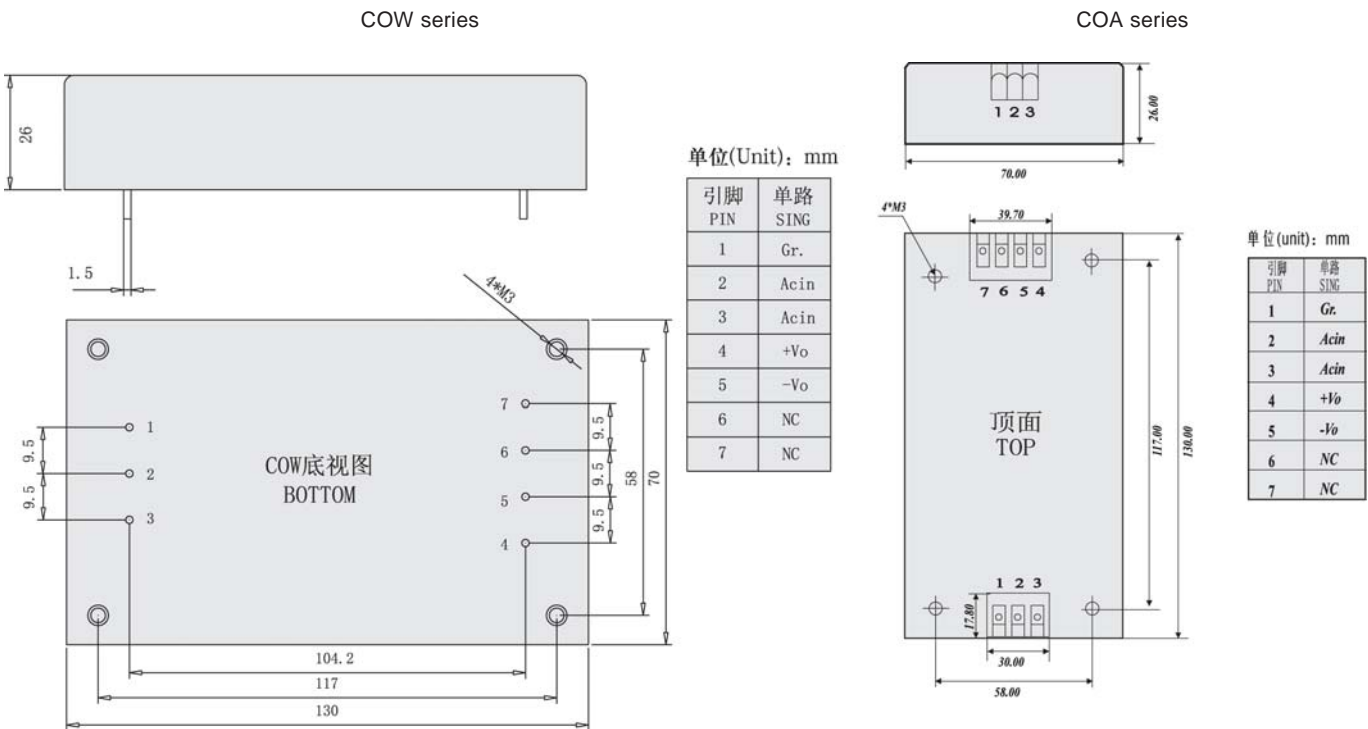 COW series
26
1.5
4*M3
1
2
3
7
6
5
4
9.5
9.5
9.5
9.5
9.5
58
70
COW底视图
BOTTOM
104.2
117
130
单位(Unit): mm
引脚 单路
PIN SING
1 Gr.
2 Acin
3 Acin
4 +Vo
5 -Vo
6 NC
7 NC
COA series
1 2 3
26.00
70.00
4*M3
39.70
7 6 5 4
顶面
TOP
117.00
130.00
1 2 3
17.80
30.00
58.00
单位(unit): mm
引脚 单路
PIN SING
1 Gr.
2 Acin
3 Acin
4 +Vo
5 -Vo
6 NC
7 NC